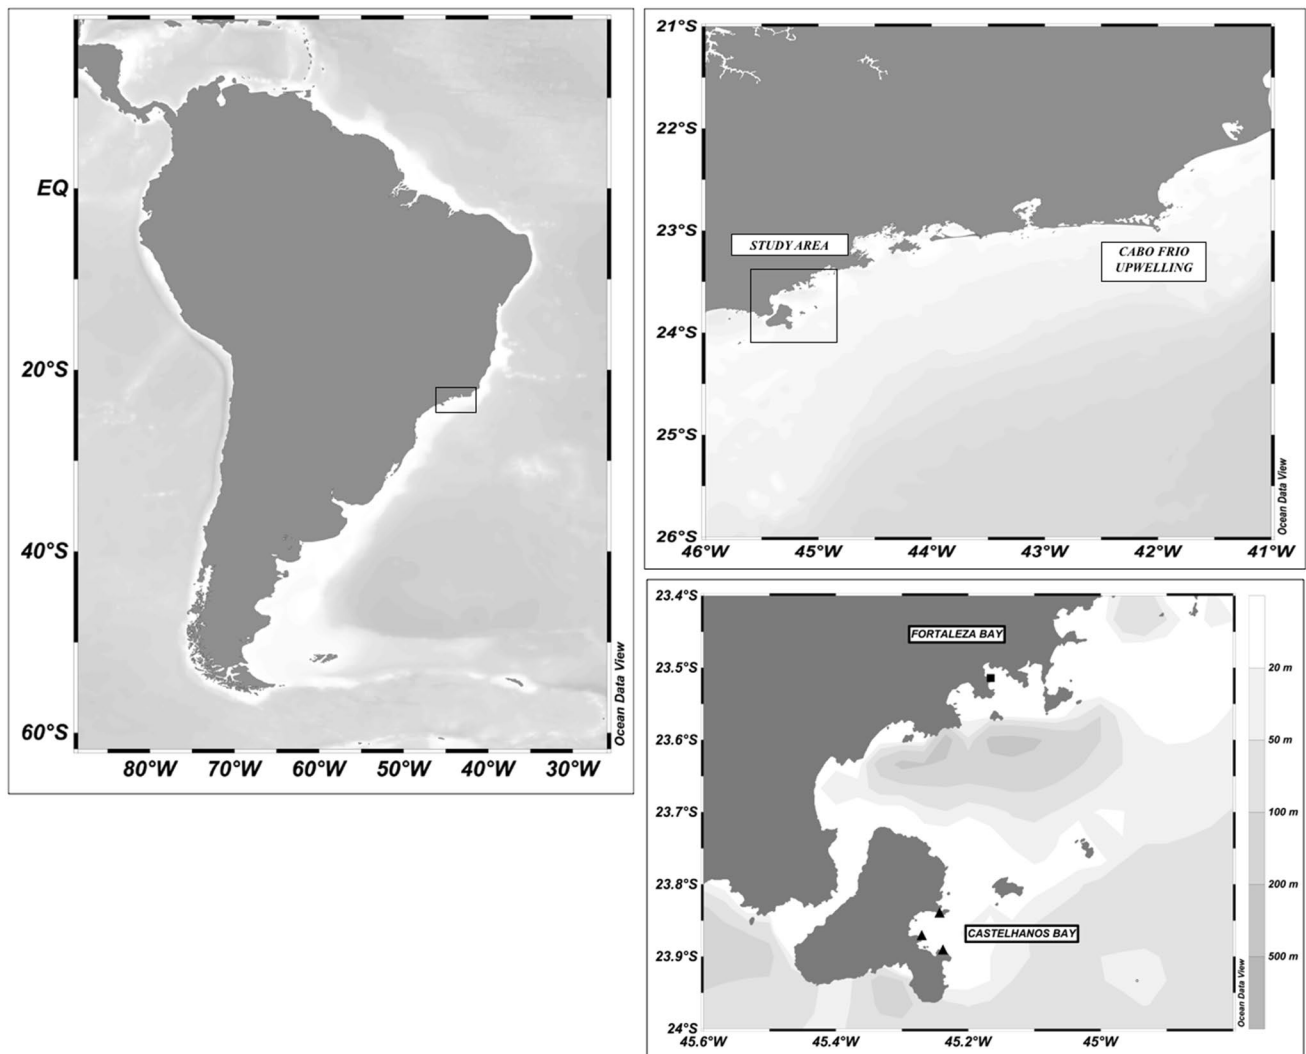 EQ
20°S
40°S
60°S
80°W 70°W 60°W 50°W 40°W 30°W
Ocean Data View
21°S
22°S
23°S
24°S
25°S
26°S
46°W 45°W 44°W 43°W 42°W 41°W
STUDY AREA
CABO FRIO
UPWELLING
Ocean Data View
23.4°S
23.5°S
23.6°S
23.7°S
23.8°S
23.9°S
24°S
45.6°W 45.4°W 45.2°W 45°W
FORTALEZA BAY
CASTELHANOS BAY
20 m
50 m
100 m
200 m
500 m
Ocean Data View